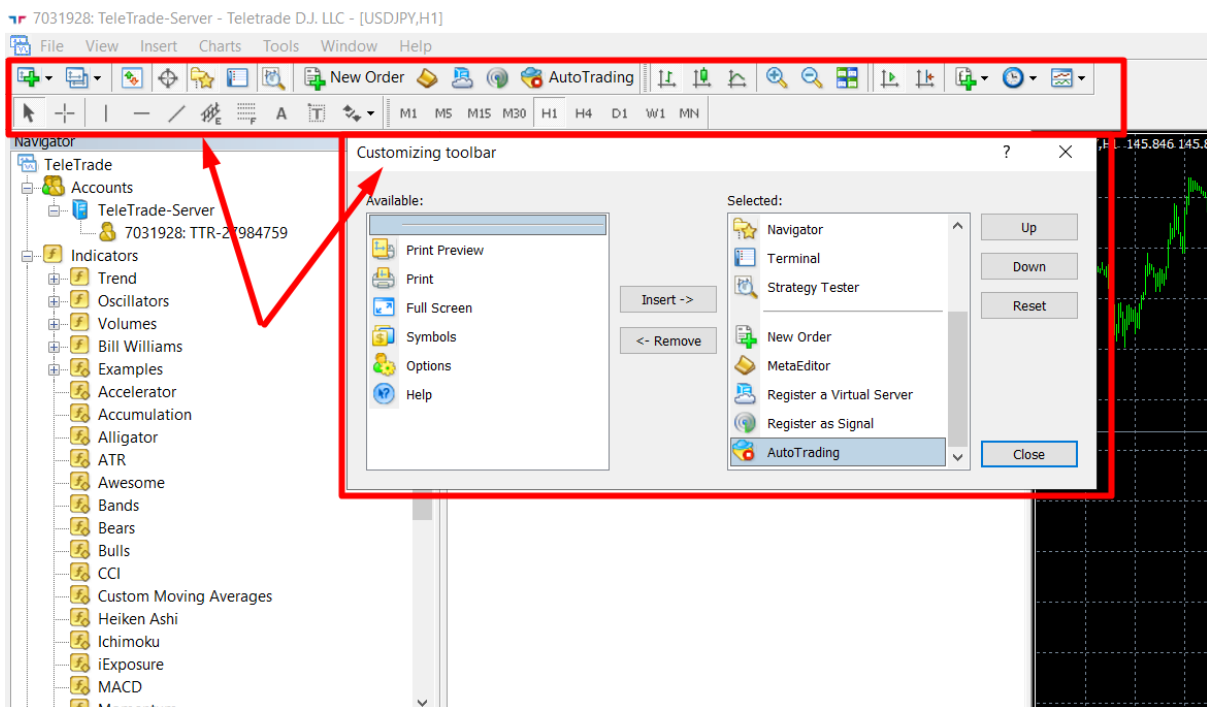 7031928: TeleTrade-Server - Teletrade D.J. LLC - [USDJPY,H1]
File View Insert Charts Tools Window Help
New Order AutoTrading
E F A T M1 M5 M15 M30 H1 H4 D1 W1 MN
Navigator
TeleTrade
Accounts
TeleTrade-Server
7031928: TTR-27984759
Indicators
Trend
Oscillators
Volumes
Bill Williams
Examples
Accelerator
Accumulation
Alligator
ATR
Awesome
Bands
Bears
Bulls
CCI
Custom Moving Averages
Heiken Ashi
Ichimoku
iExposure
MACD
Customizing toolbar ?
Available:
Print Preview
Print
Full Screen
Symbols
Options
Help
Insert ->
<- Remove
Selected:
Navigator
Terminal
Strategy Tester
New Order
MetaEditor
Register a Virtual Server
Register as Signal
AutoTrading
Up
Down
Reset
Close
,H1 145.846